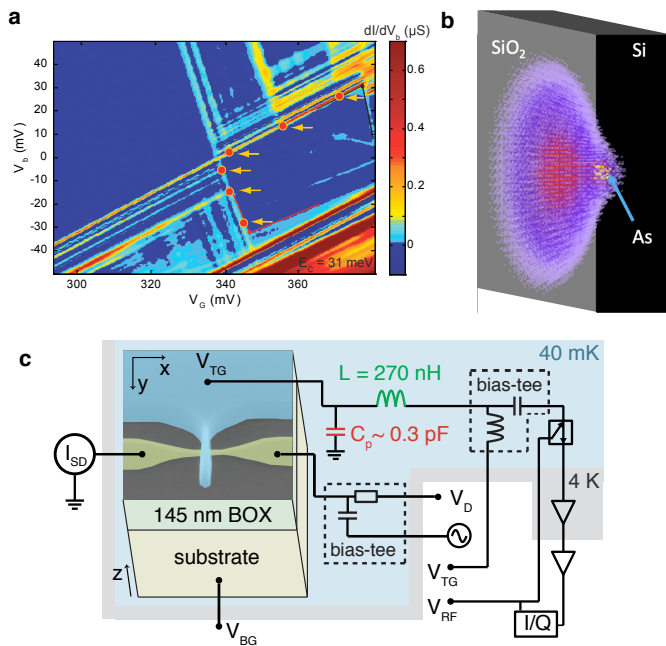 a
dI/dV_b (μS)
50
40
30
20
10
0
-10
-20
-30
-40
V_b (mV)
300
320
340
360
V_G (mV)
E_C = 31 meV
0.6
0.4
0.2
0
b
SiO₂
Si
As
c
x
y
V_TG
L = 270 nH
C_p ~ 0.3 pF
bias-tee
40 mK
4 K
I_SD
145 nm BOX
substrate
z
V_BG
bias-tee
V_D
V_TG
V_RF
I/Q